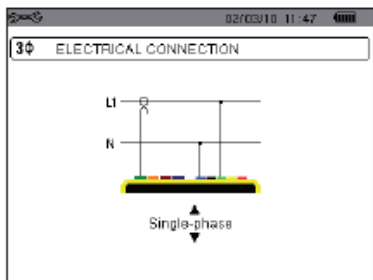 02/03/10 11:47
3Φ ELECTRICAL CONNECTION
L1
N
Single-phase